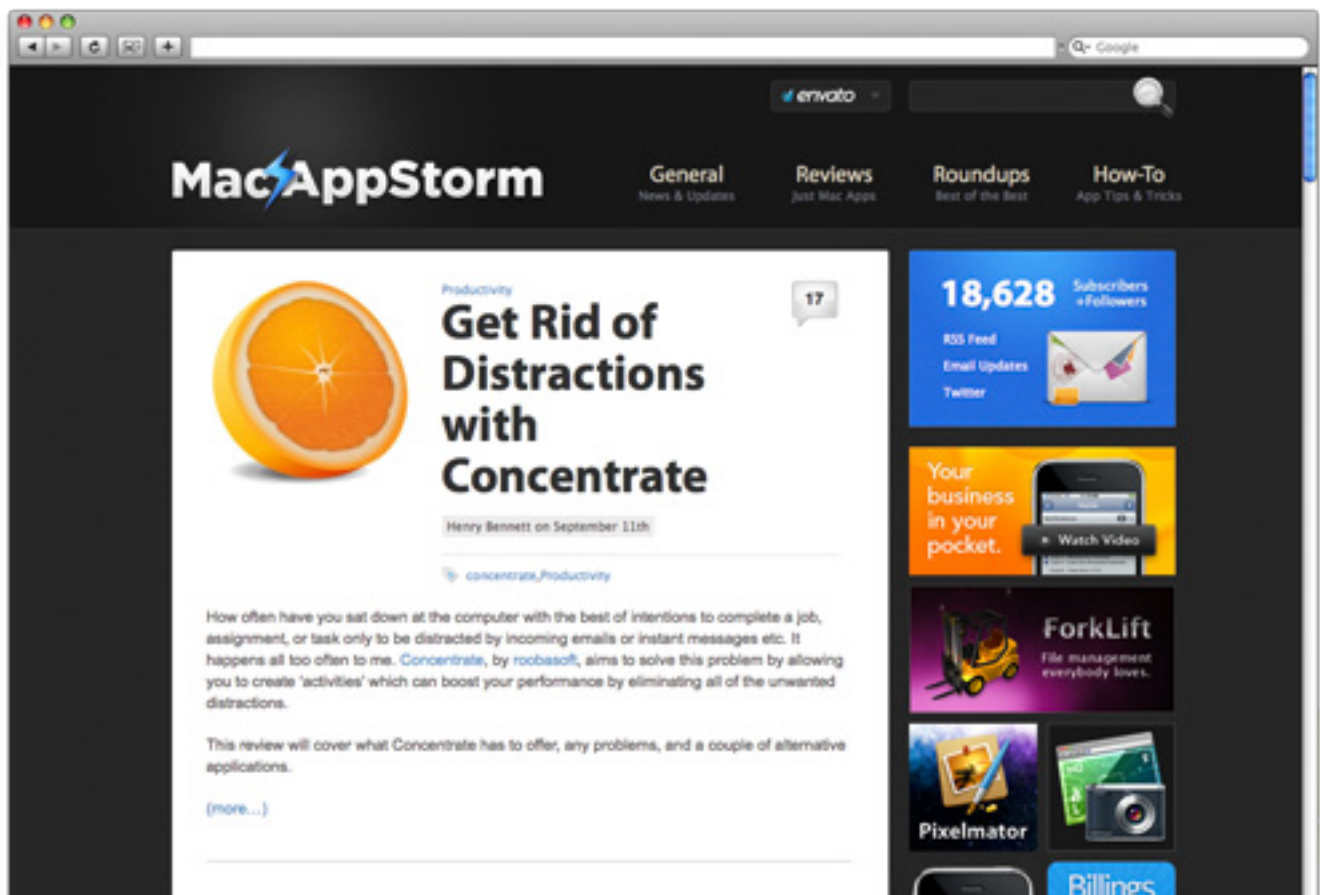 Google
envato
MacAppStorm
General
News & Updates
Reviews
Just Mac Apps
Roundups
Best of the Best
How-To
App Tips & Tricks
Productivity
17
Get Rid of
Distractions
with
Concentrate
Henry Bennett on September 11th
concentrate,Productivity
How often have you sat down at the computer with the best of intentions to complete a job,
assignment, or task only to be distracted by incoming emails or instant messages etc. It
happens all too often to me. Concentrate, by roobasoft, aims to solve this problem by allowing
you to create 'activities' which can boost your performance by eliminating all of the unwanted
distractions.
This review will cover what Concentrate has to offer, any problems, and a couple of alternative
applications.
(more...)
18,628
Subscribers
+Followers
RSS Feed
Email Updates
Twitter
Your
business
in your
pocket.
Watch Video
ForkLift
File management
everybody loves.
Pixelmator
Billings